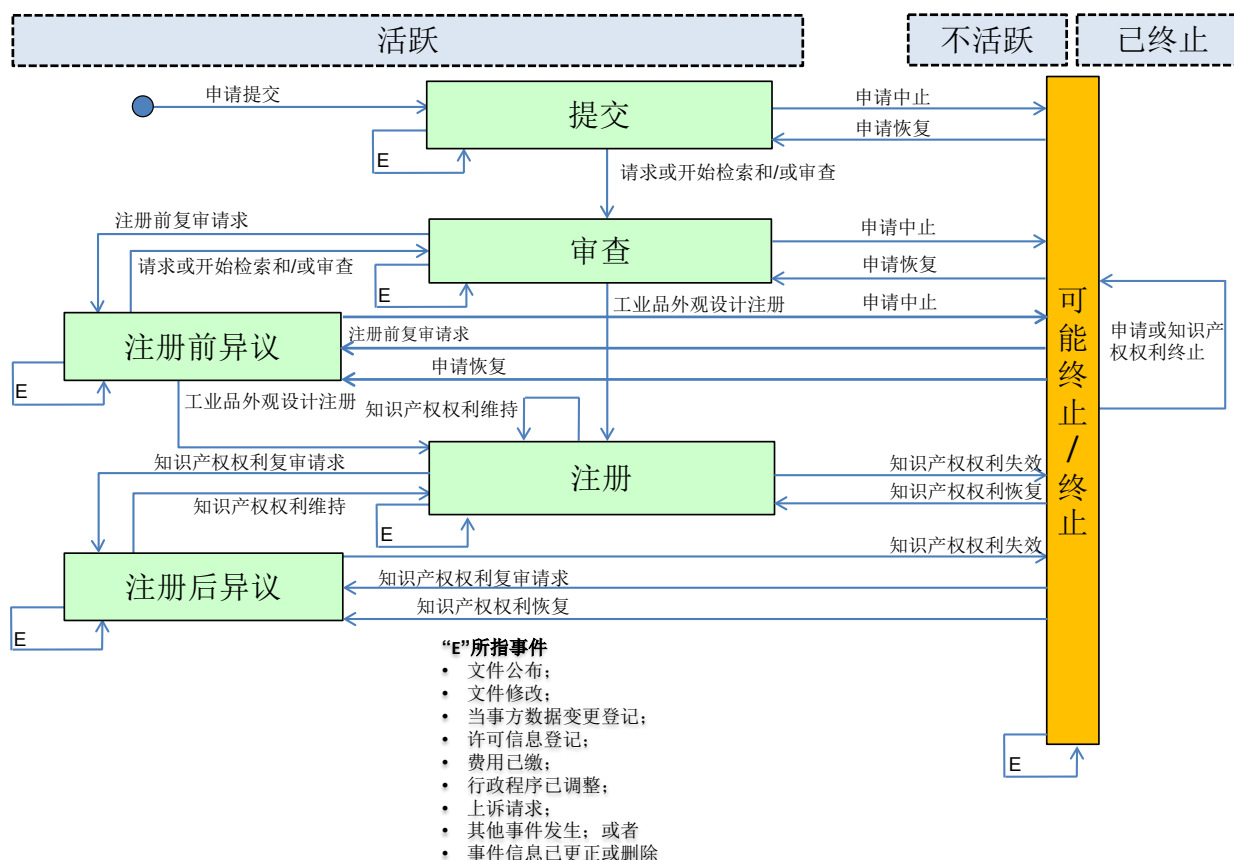 活跃
不活跃
已终止
申请提交
提交
申请中止
申请恢复
E
请求或开始检索和/或审查
注册前复审请求
审查
申请中止
申请恢复
请求或开始检索和/或审查
E
工业品外观设计注册
申请中止
注册前异议
注册前复审请求
申请恢复
E
可能终止/终止
申请或知识产
权权利终止
工业品外观设计注册
知识产权权利维持
知识产权权利复审请求
注册
知识产权权利失效
知识产权权利恢复
知识产权权利维持
E
知识产权权利失效
注册后异议
知识产权权利复审请求
知识产权权利恢复
E
“E”所指事件
• 文件公布；
• 文件修改；
• 当事方数据变更登记；
• 许可信息登记；
• 费用已缴；
• 行政程序已调整；
• 上诉请求；
• 其他事件发生；或者
• 事件信息已更正或删除
E